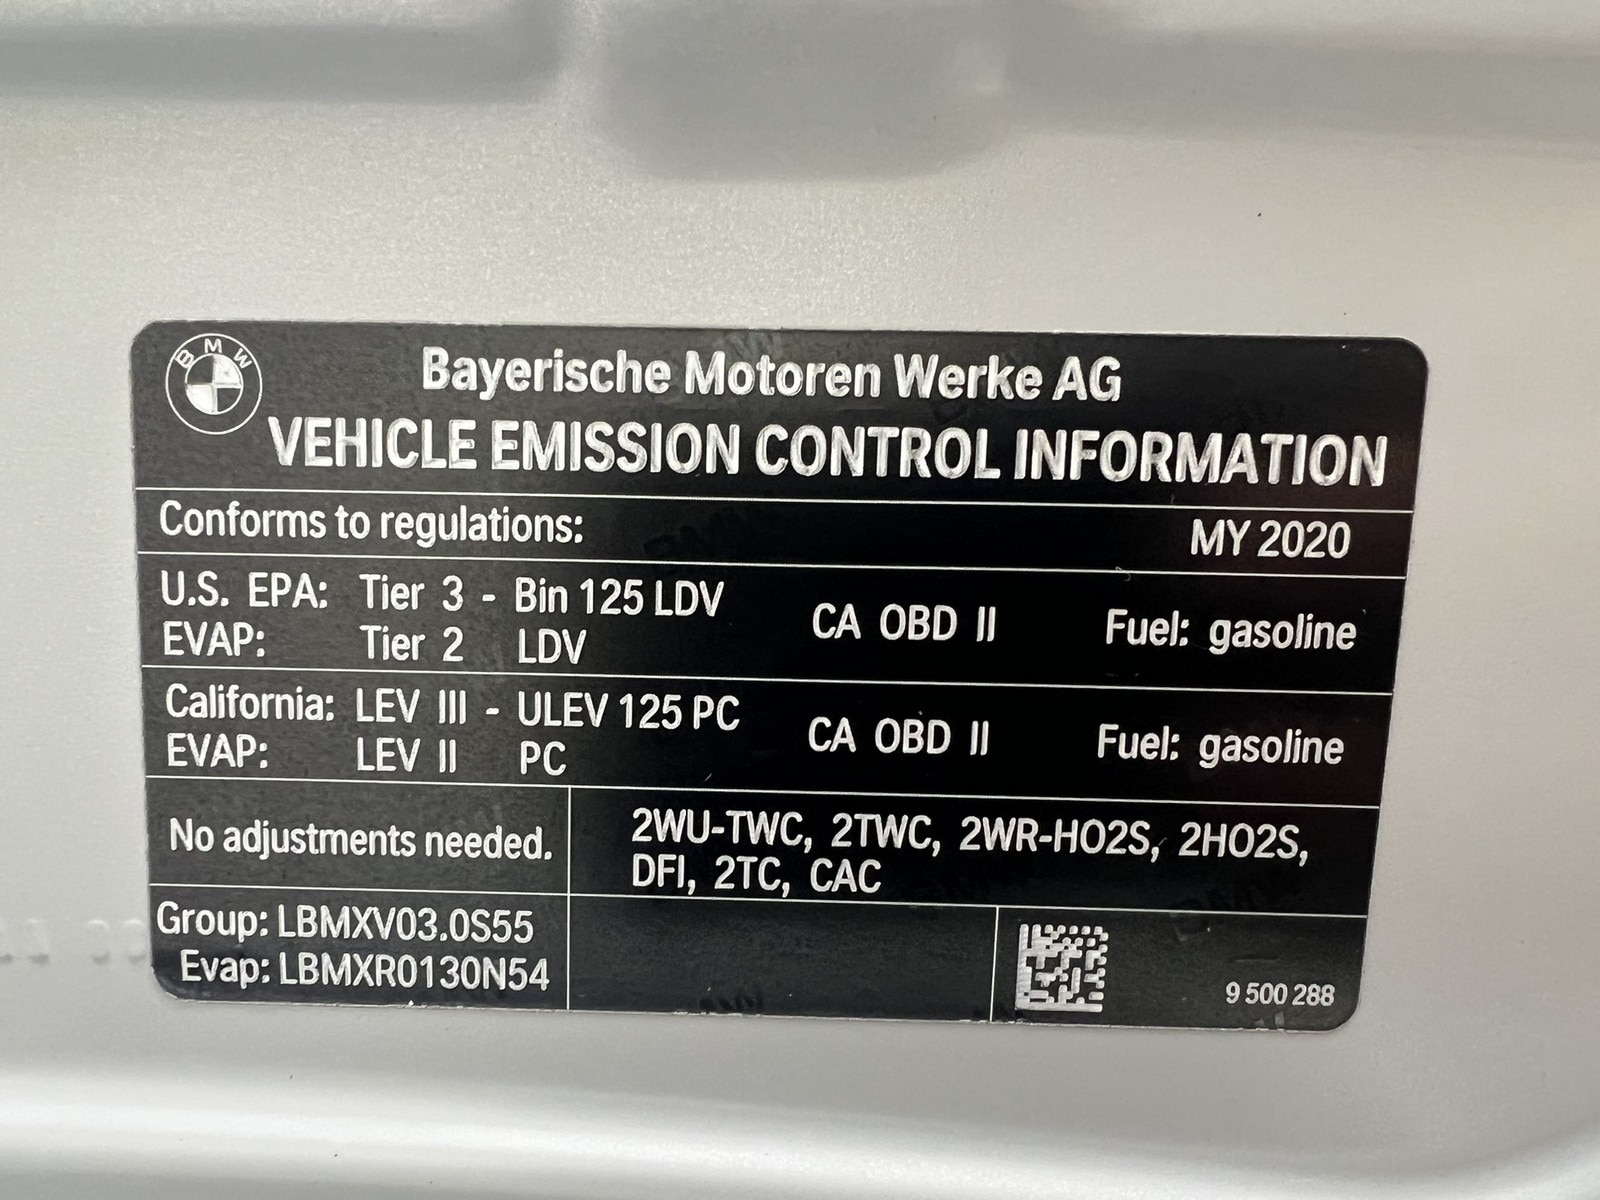 BMW
Bayerische Motoren Werke AG
VEHICLE EMISSION CONTROL INFORMATION
Conforms to regulations: MY 2020
U.S. EPA: Tier 3 - Bin 125 LDV CA OBD II Fuel: gasoline
EVAP: Tier 2 LDV
California: LEV III - ULEV 125 PC CA OBD II Fuel: gasoline
EVAP: LEV II PC
No adjustments needed.
2WU-TWC, 2TWC, 2WR-HO2S, 2HO2S,
DFI, 2TC, CAC
Group: LBMXV03.0S55
Evap: LBMXR0130N54
9 500 288